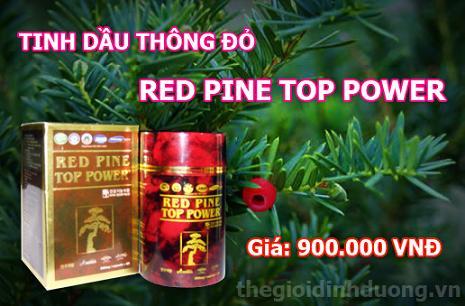 TINH DẦU THÔNG ĐỎ
RED PINE TOP POWER
RED PINE
TOP POWER
RED PINE
TOP POWER
Giá: 900.000 VNĐ
thegioidinhduong.vn